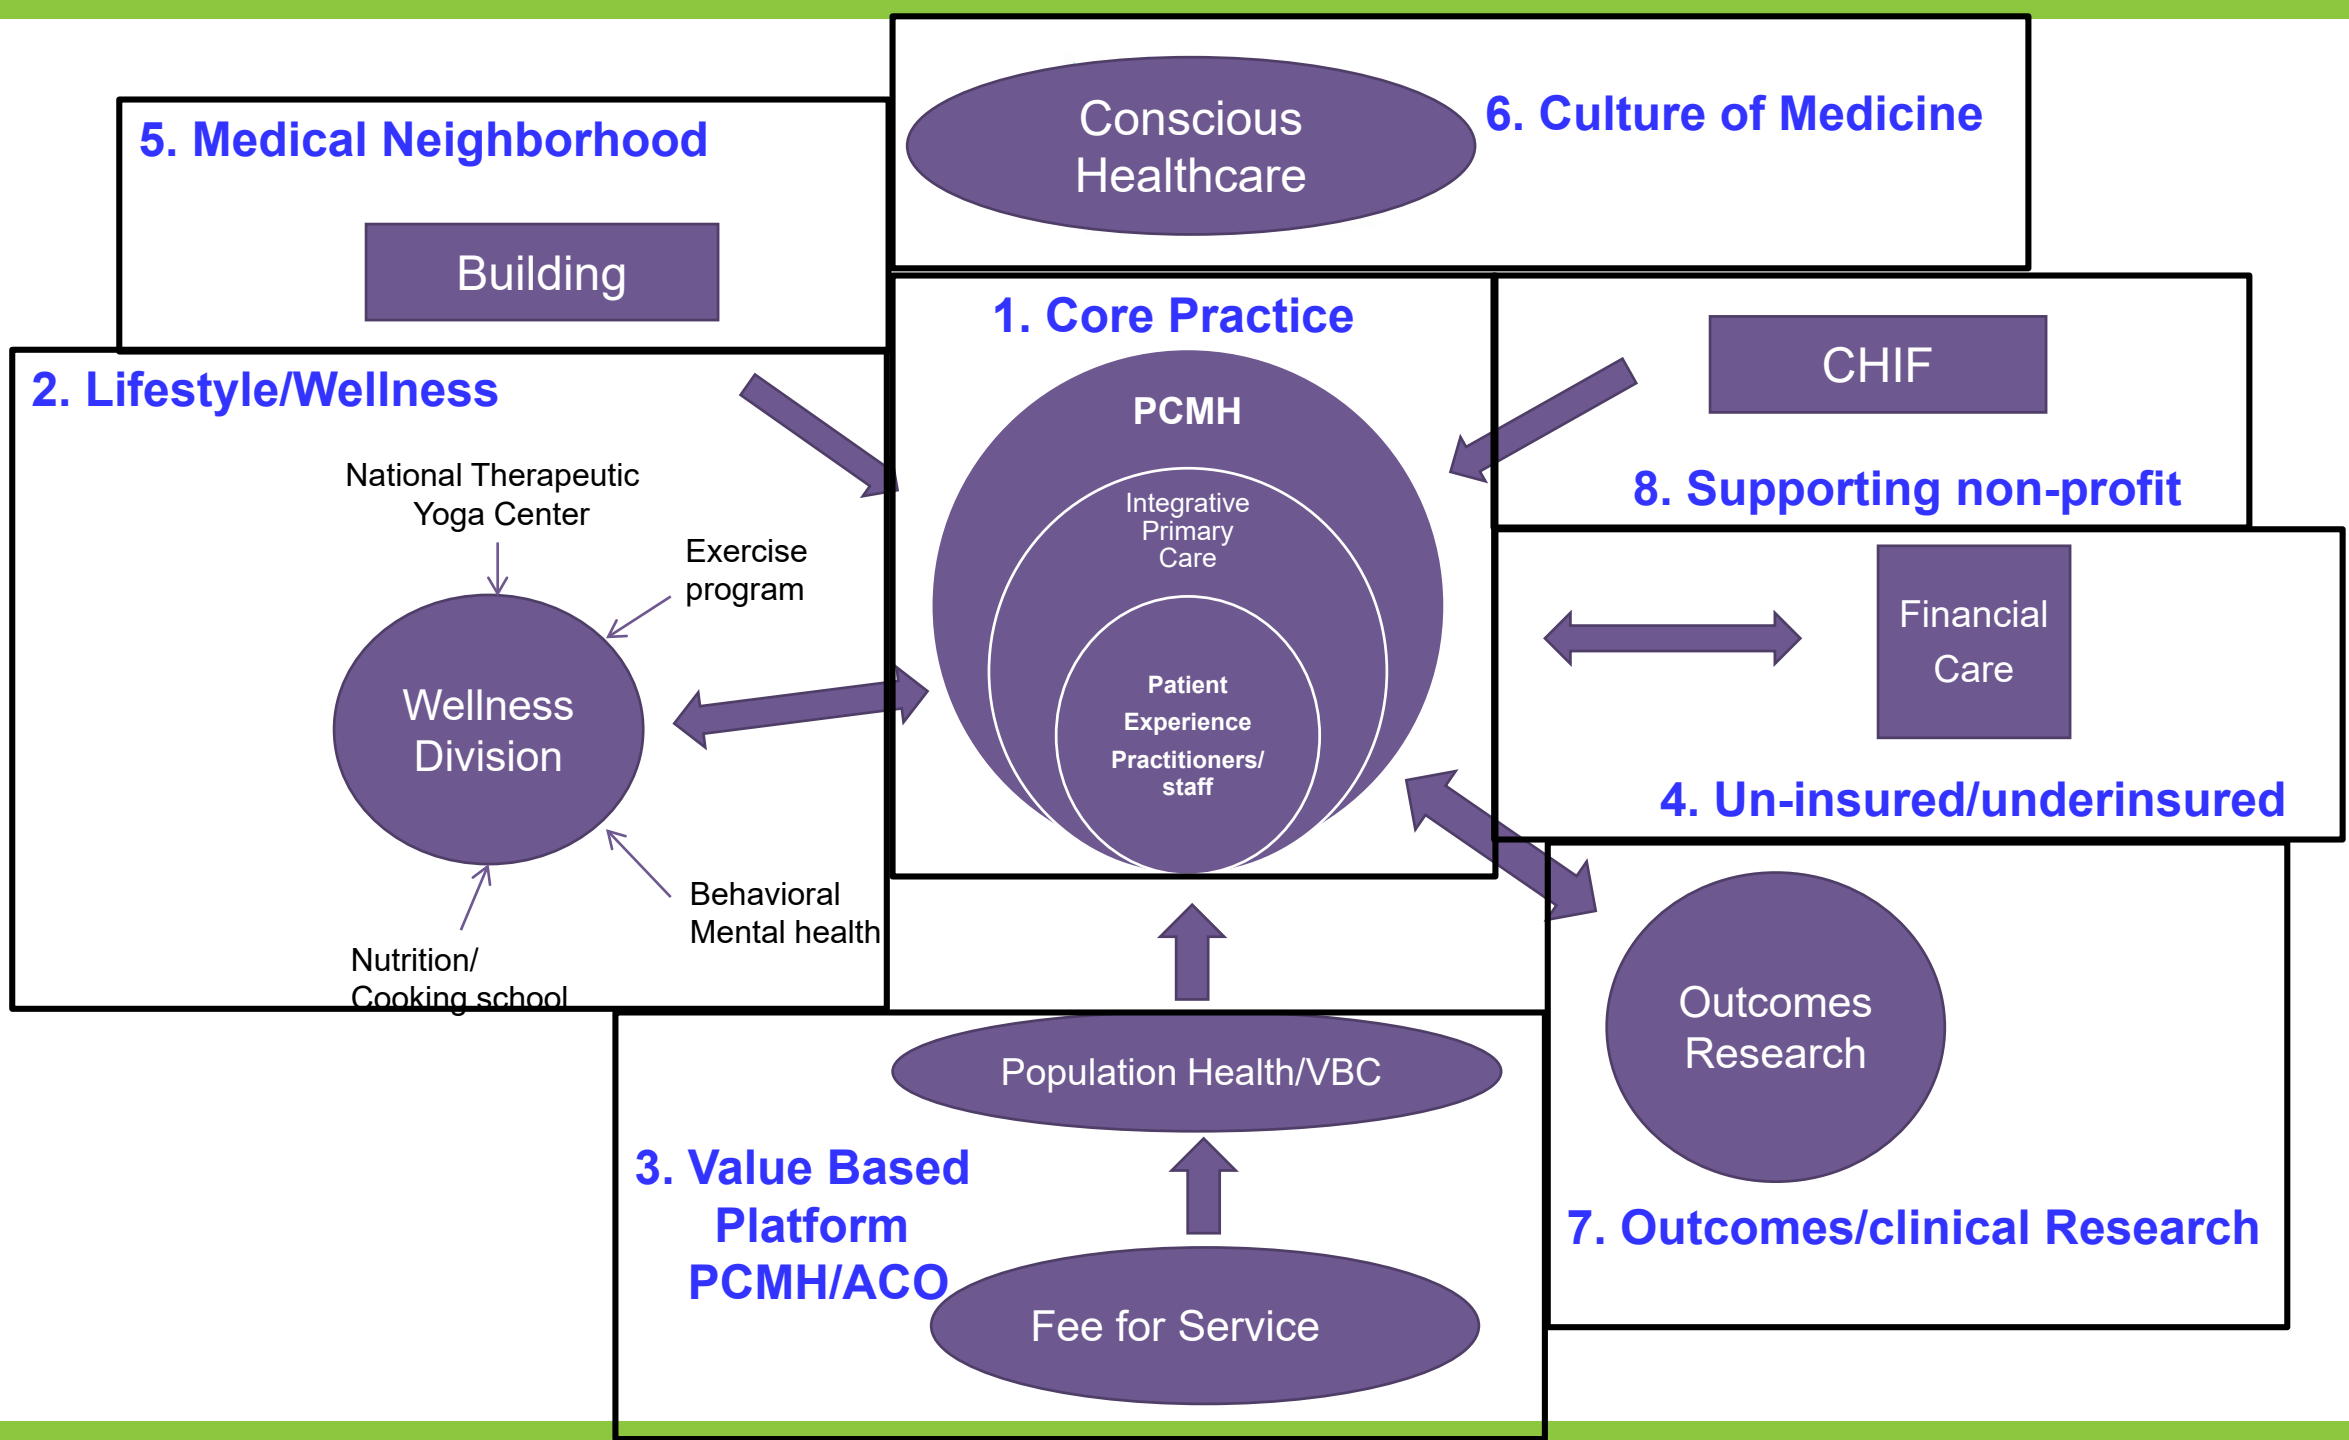 Conscious
Healthcare
6. Culture of Medicine
5. Medical Neighborhood
Building
1. Core Practice
PCMH
Integrative
Primary
Care
Patient
Experience
Practitioners/
staff
CHIF
8. Supporting non-profit
2. Lifestyle/Wellness
National Therapeutic
Yoga Center
Exercise
program
Wellness
Division
Behavioral
Mental health
Nutrition/
Cooking school
Financial
Care
4. Un-insured/underinsured
Population Health/VBC
3. Value Based
Platform
PCMH/ACO
Fee for Service
Outcomes
Research
7. Outcomes/clinical Research